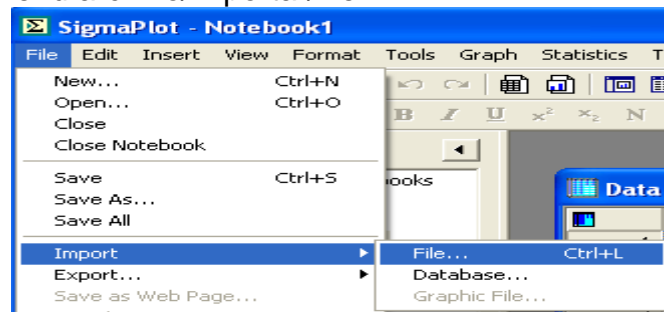 SigmaPlot - Notebook1
File Edit Insert View Format Tools Graph Statistics T
New... Ctrl+N
Open... Ctrl+O
B I U x² ×₂ N
Close
Close Notebook
Save Ctrl+S
ooks
Save As...
Data
Save All
Import File... Ctrl+L
Export... Database...
Save as Web Page... Graphic File...